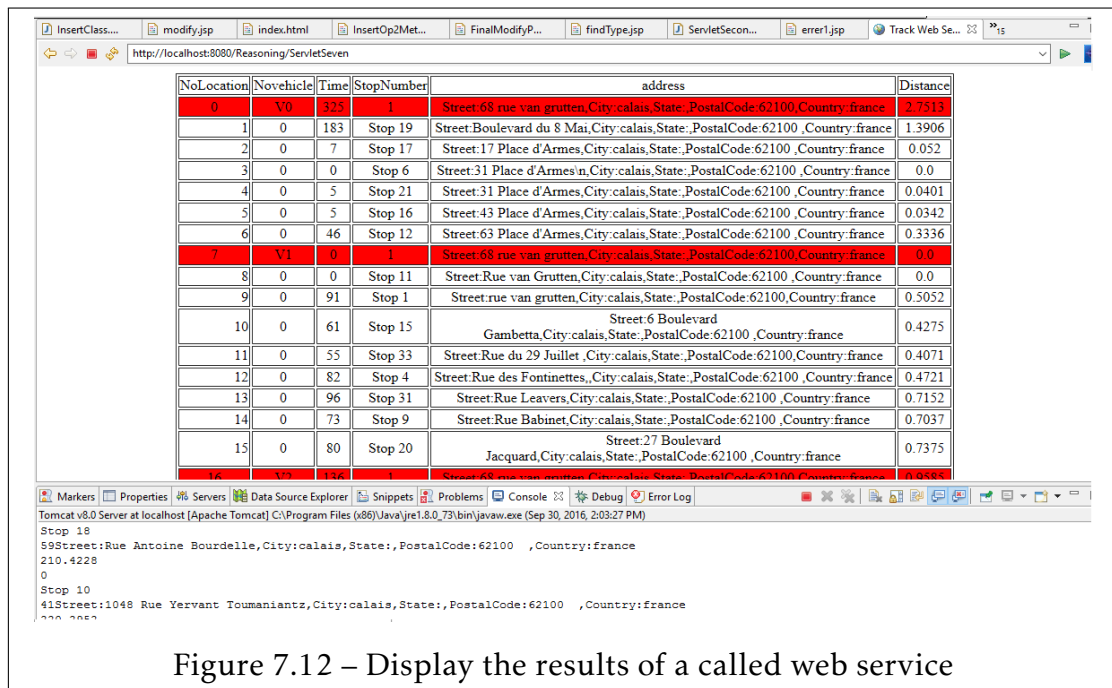 InsertClass.... modify.jsp index.html InsertOp2Met... FinalModifyP... findType.jsp ServletSecon... errer1.jsp Track Web Se... »15
http://localhost:8080/Reasoning/ServletSeven
NoLocation Novehicle Time StopNumber address Distance
0 V0 325 1 Street:68 rue van grutten,City:calais,State:,PostalCode:62100,Country:france 2.7513
1 0 183 Stop 19 Street:Boulevard du 8 Mai,City:calais,State:,PostalCode:62100 ,Country:france 1.3906
2 0 7 Stop 17 Street:17 Place d'Armes,City:calais,State:,PostalCode:62100 ,Country:france 0.052
3 0 0 Stop 6 Street:31 Place d'Armes\n,City:calais,State:,PostalCode:62100 ,Country:france 0.0
4 0 5 Stop 21 Street:31 Place d'Armes,City:calais,State:,PostalCode:62100 ,Country:france 0.0401
5 0 5 Stop 16 Street:43 Place d'Armes,City:calais,State:,PostalCode:62100 ,Country:france 0.0342
6 0 46 Stop 12 Street:63 Place d'Armes,City:calais,State:,PostalCode:62100 ,Country:france 0.3336
7 V1 0 1 Street:68 rue van grutten,City:calais,State:,PostalCode:62100,Country:france 0.0
8 0 0 Stop 11 Street:Rue van Grutten,City:calais,State:,PostalCode:62100 ,Country:france 0.0
9 0 91 Stop 1 Street:rue van grutten,City:calais,State:,PostalCode:62100,Country:france 0.5052
10 0 61 Stop 15 Street:6 Boulevard
Gambetta,City:calais,State:,PostalCode:62100 ,Country:france 0.4275
11 0 55 Stop 33 Street:Rue du 29 Juillet ,City:calais,State:,PostalCode:62100,Country:france 0.4071
12 0 82 Stop 4 Street:Rue des Fontinettes,,City:calais,State:,PostalCode:62100 ,Country:france 0.4721
13 0 96 Stop 31 Street:Rue Leavers,City:calais,State:,PostalCode:62100 ,Country:france 0.7152
14 0 73 Stop 9 Street:Rue Babinet,City:calais,State:,PostalCode:62100 ,Country:france 0.7037
15 0 80 Stop 20 Street:27 Boulevard
Jacquard,City:calais,State:,PostalCode:62100 ,Country:france 0.7375
16 V2 136 1 Street:68 rue van grutten,City:calais,State:,PostalCode:62100,Country:france 0.9585
Markers Properties Servers Data Source Explorer Snippets Problems Console Debug Error Log
Tomcat v8.0 Server at localhost [Apache Tomcat] C:\Program Files (x86)\Java\jre1.8.0_73\bin\javaw.exe (Sep 30, 2016, 2:03:27 PM)
Stop 18
59Street:Rue Antoine Bourdelle,City:calais,State:,PostalCode:62100 ,Country:france
210.4228
0
Stop 10
41Street:1048 Rue Yervant Toumaniantz,City:calais,State:,PostalCode:62100 ,Country:france
Figure 7.12 – Display the results of a called web service